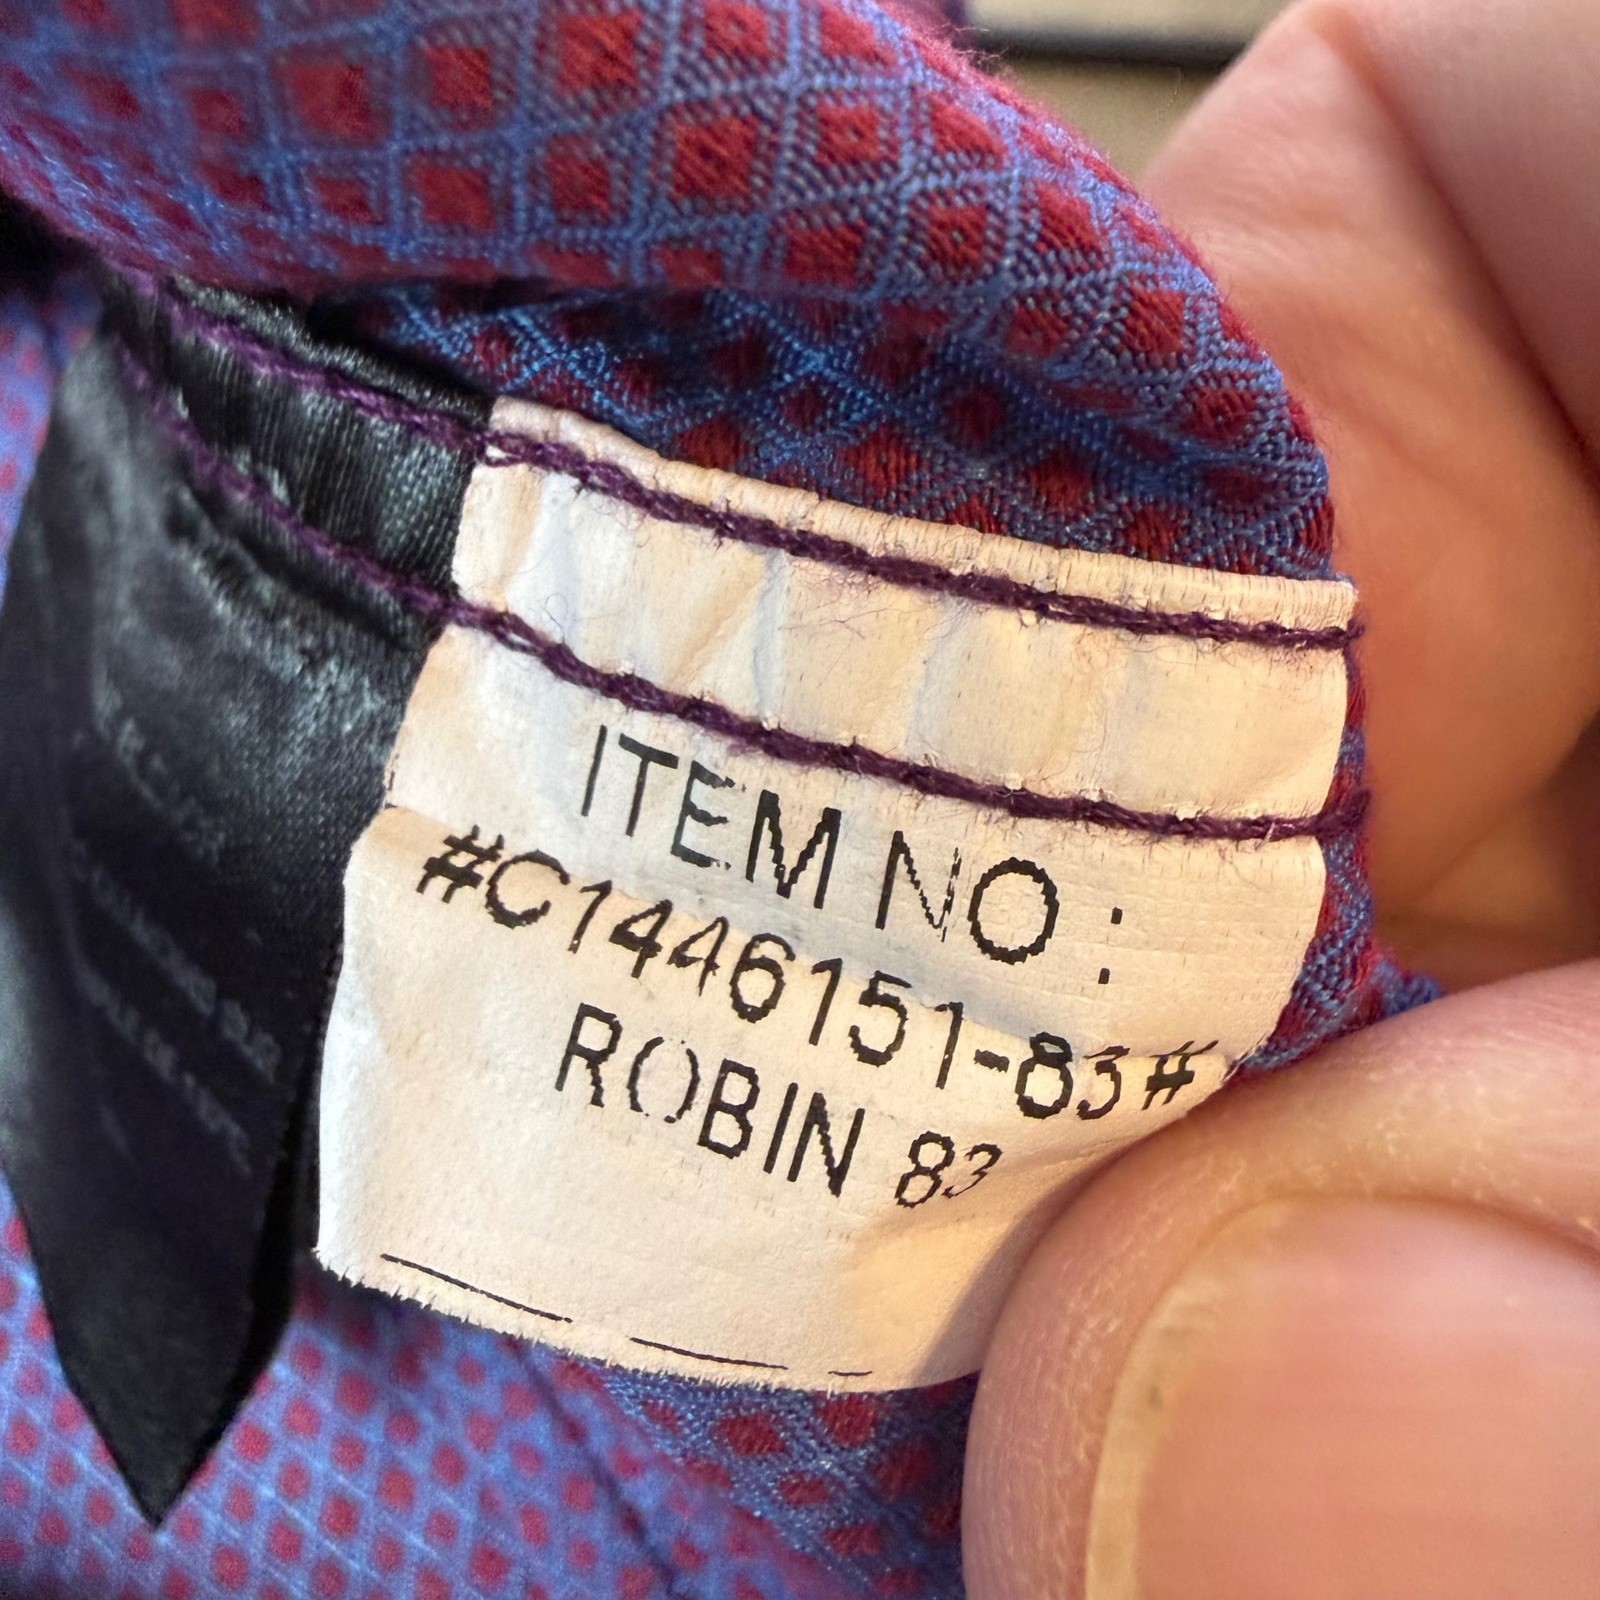 ITEM NO :
#C1446151-83#
ROBIN 83